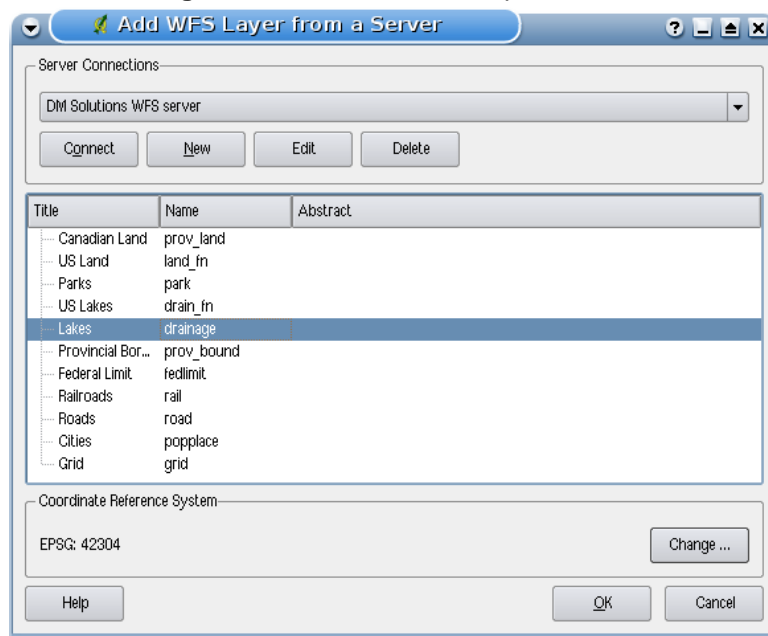 Add WFS Layer from a Server
Server Connections
DM Solutions WFS server
Connect New Edit Delete
Title Name Abstract
Canadian Land prov_land
US Land land_fn
Parks park
US Lakes drain_fn
Lakes drainage
Provincial Bor... prov_bound
Federal Limit fedlimit
Railroads rail
Roads road
Cities popplace
Grid grid
Coordinate Reference System
EPSG: 42304
Change ...
Help OK Cancel